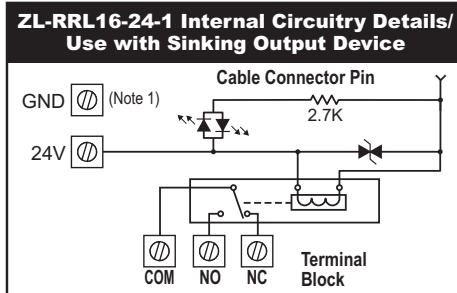 ZL-RRL16-24-1 Internal Circuitry Details/
Use with Sinking Output Device
Cable Connector Pin
GND (Note 1)
2.7K
24V
COM NO NC
Terminal
Block